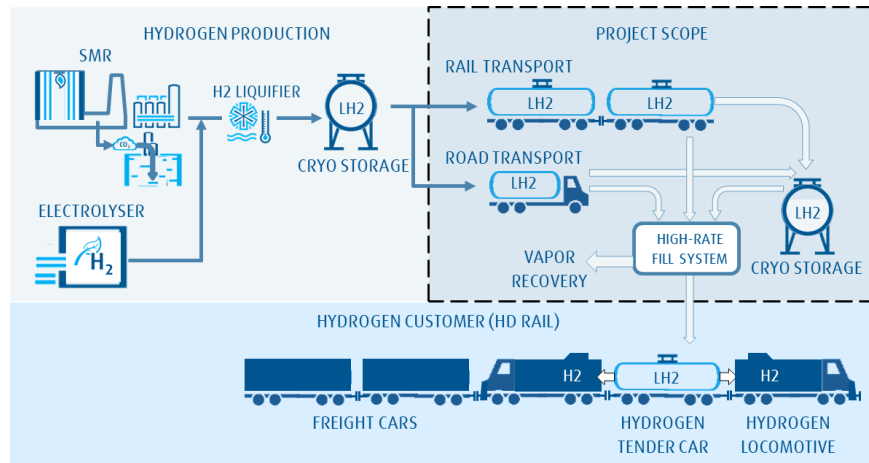 HYDROGEN PRODUCTION
SMR
CO2
H2 LIQUIFIER
LH2
CRYO STORAGE
ELECTROLYSER
H2
PROJECT SCOPE
RAIL TRANSPORT
LH2
LH2
ROAD TRANSPORT
LH2
LH2
CRYO STORAGE
HIGH-RATE
FILL SYSTEM
VAPOR
RECOVERY
HYDROGEN CUSTOMER (HD RAIL)
H2
LH2
H2
FREIGHT CARS
HYDROGEN
TENDER CAR
HYDROGEN
LOCOMOTIVE